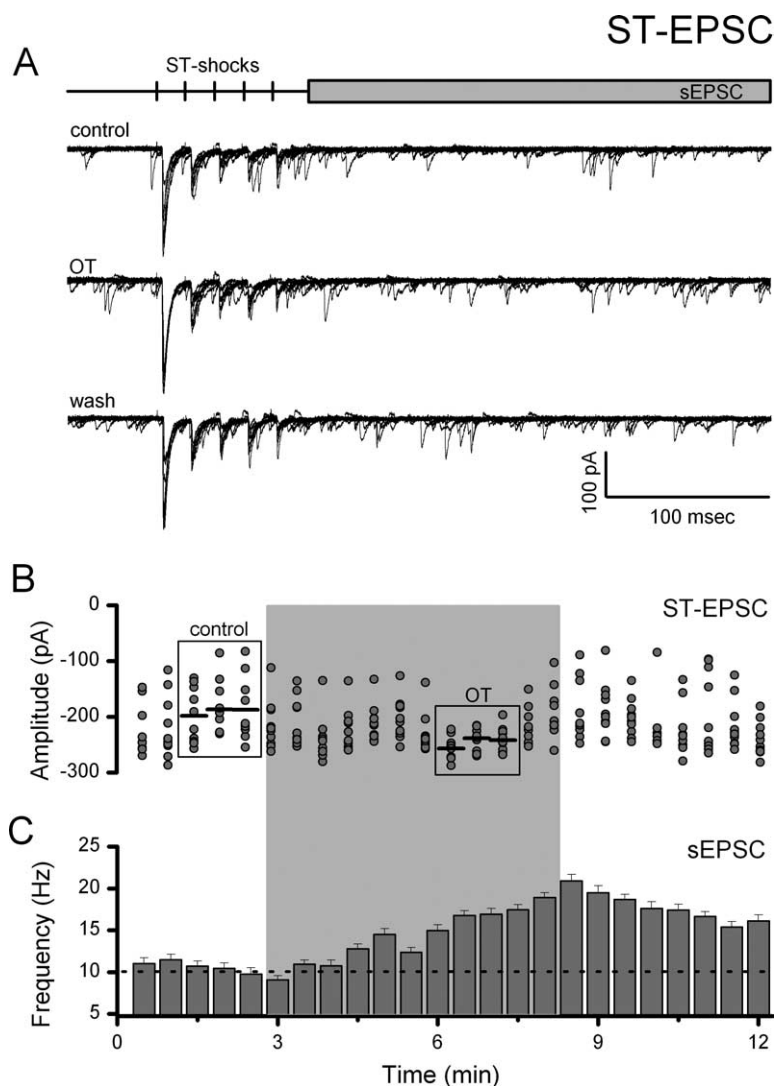 ST-EPSC
A
ST-shocks
sEPSC
control
OT
wash
100 pA
100 msec
B
ST-EPSC
Amplitude (pA)
0
-100
-200
-300
control
OT
C
sEPSC
Frequency (Hz)
25
20
15
10
5
0
3
6
9
12
Time (min)